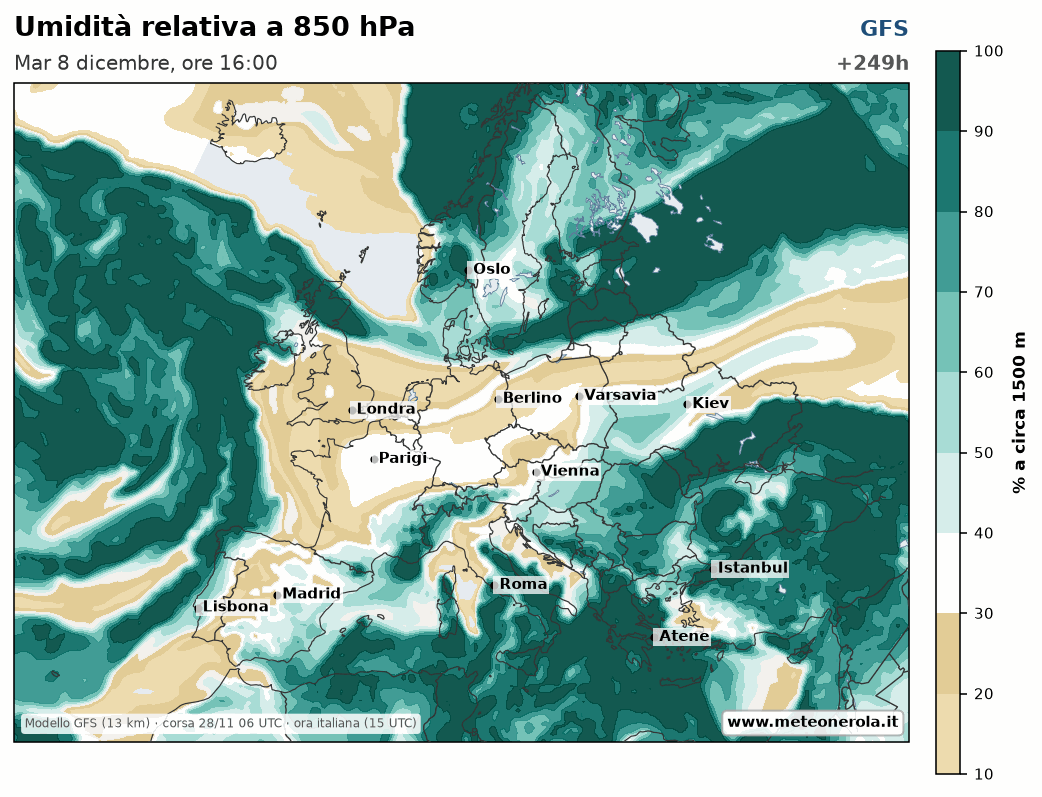 Umidità relativa a 850 hPa
GFS
Mar 8 dicembre, ore 16:00
+249h
100
90
80
70
60
50
40
30
20
10
% a circa 1500 m
Oslo
Berlino
Varsavia
Kiev
Londra
Parigi
Vienna
Istanbul
Roma
Madrid
Lisbona
Atene
Modello GFS (13 km) · corsa 28/11 06 UTC · ora italiana (15 UTC)
www.meteonerola.it